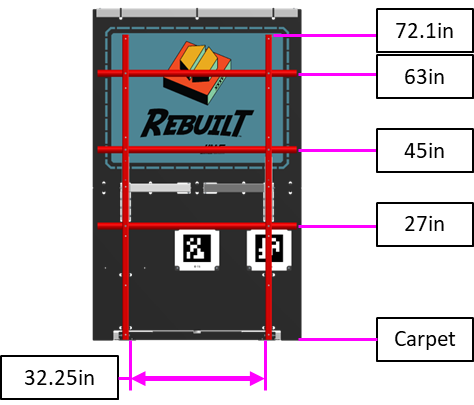 72.1in
63in
REBUILT
45in
27in
Carpet
32.25in